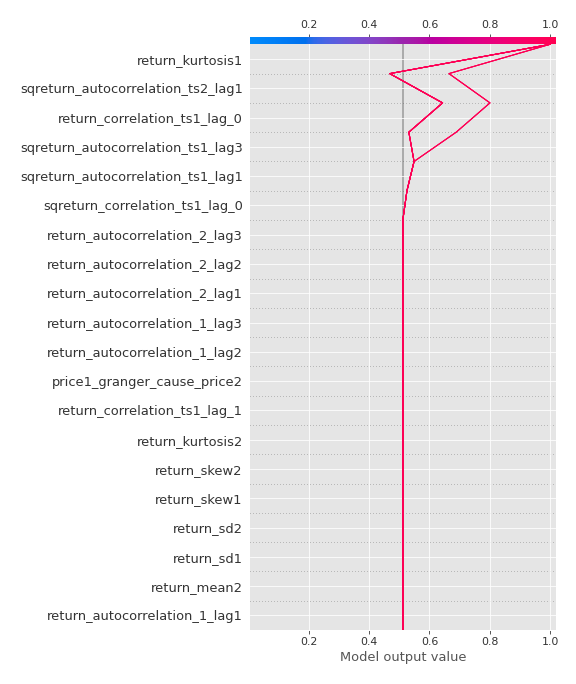 0.2 0.4 0.6 0.8 1.0
return_kurtosis1
sqreturn_autocorrelation_ts2_lag1
return_correlation_ts1_lag_0
sqreturn_autocorrelation_ts1_lag3
sqreturn_autocorrelation_ts1_lag1
sqreturn_correlation_ts1_lag_0
return_autocorrelation_2_lag3
return_autocorrelation_2_lag2
return_autocorrelation_2_lag1
return_autocorrelation_1_lag3
return_autocorrelation_1_lag2
price1_granger_cause_price2
return_correlation_ts1_lag_1
return_kurtosis2
return_skew2
return_skew1
return_sd2
return_sd1
return_mean2
return_autocorrelation_1_lag1
0.2 0.4 0.6 0.8 1.0
Model output value